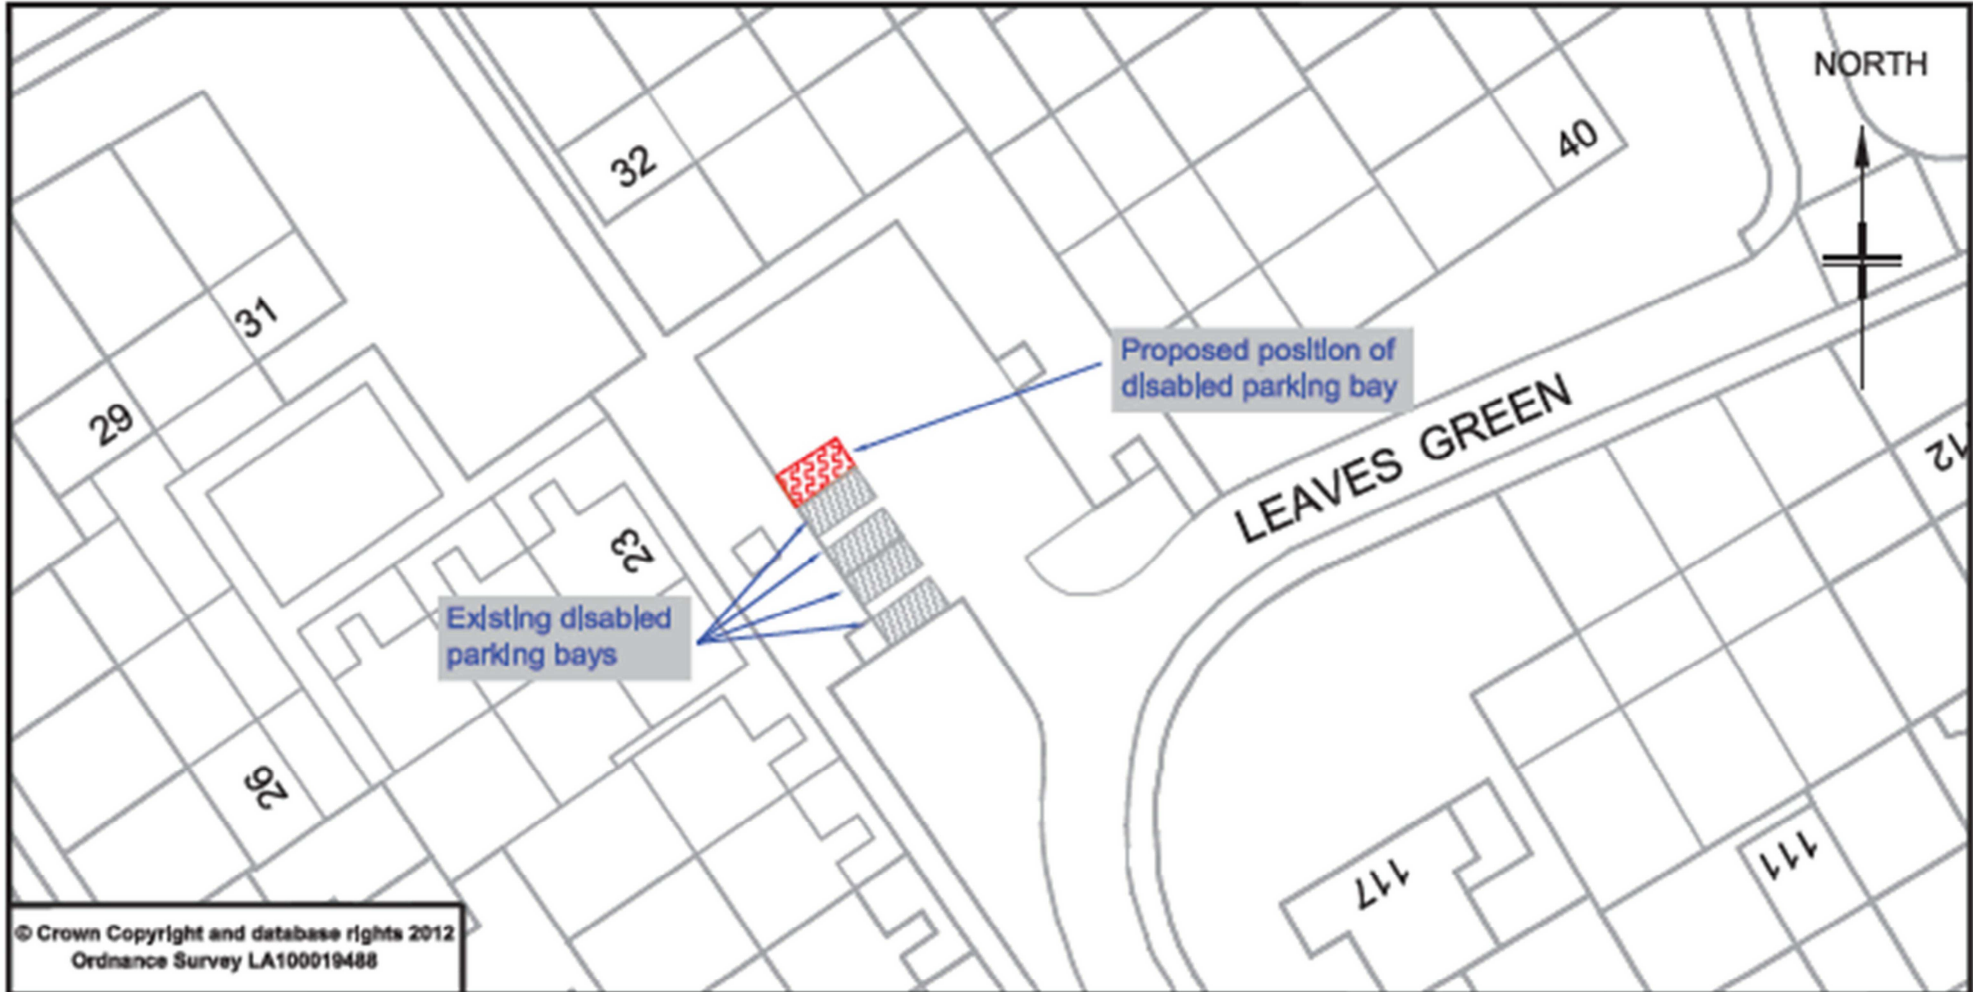 NORTH
32
40
31
Proposed position of
disabled parking bay
29
LEAVES GREEN
12
23
Existing disabled
parking bays
26
111
117
© Crown Copyright and database rights 2012
Ordnance Survey LA100019488